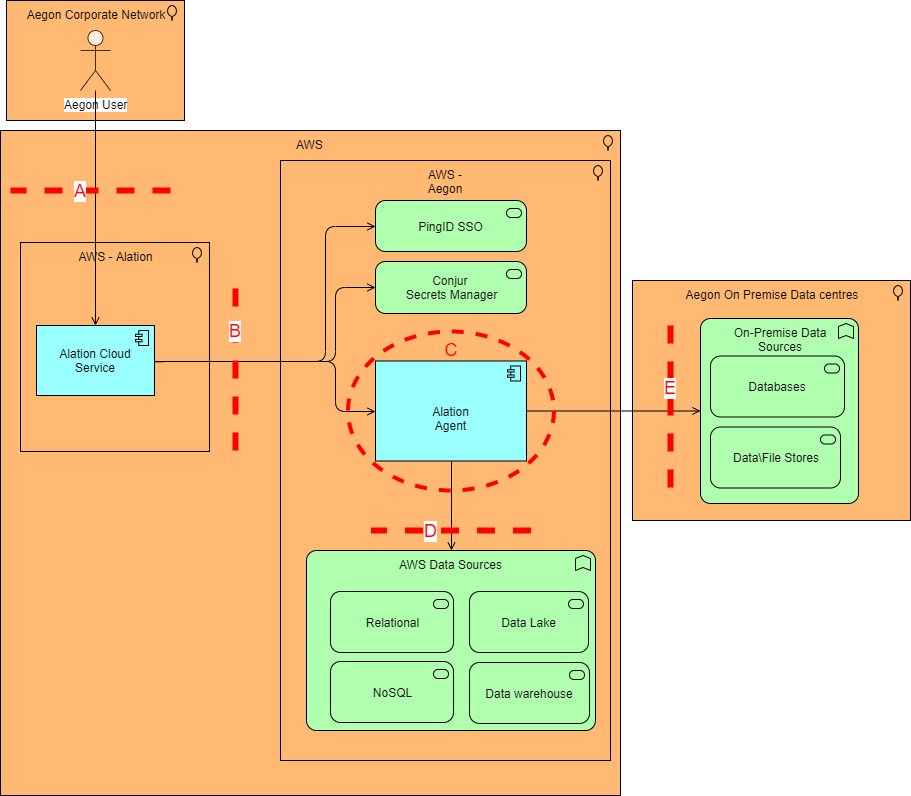 Aegon Corporate Network
Aegon User
AWS
A
AWS -
Aegon
PingID SSO
AWS - Alation
Conjur
Secrets Manager
Aegon On Premise Data centres
B
On-Premise Data
Sources
C
Alation Cloud
Service
Databases
E
Alation
Agent
Data\File Stores
D
AWS Data Sources
Relational
Data Lake
NoSQL
Data warehouse